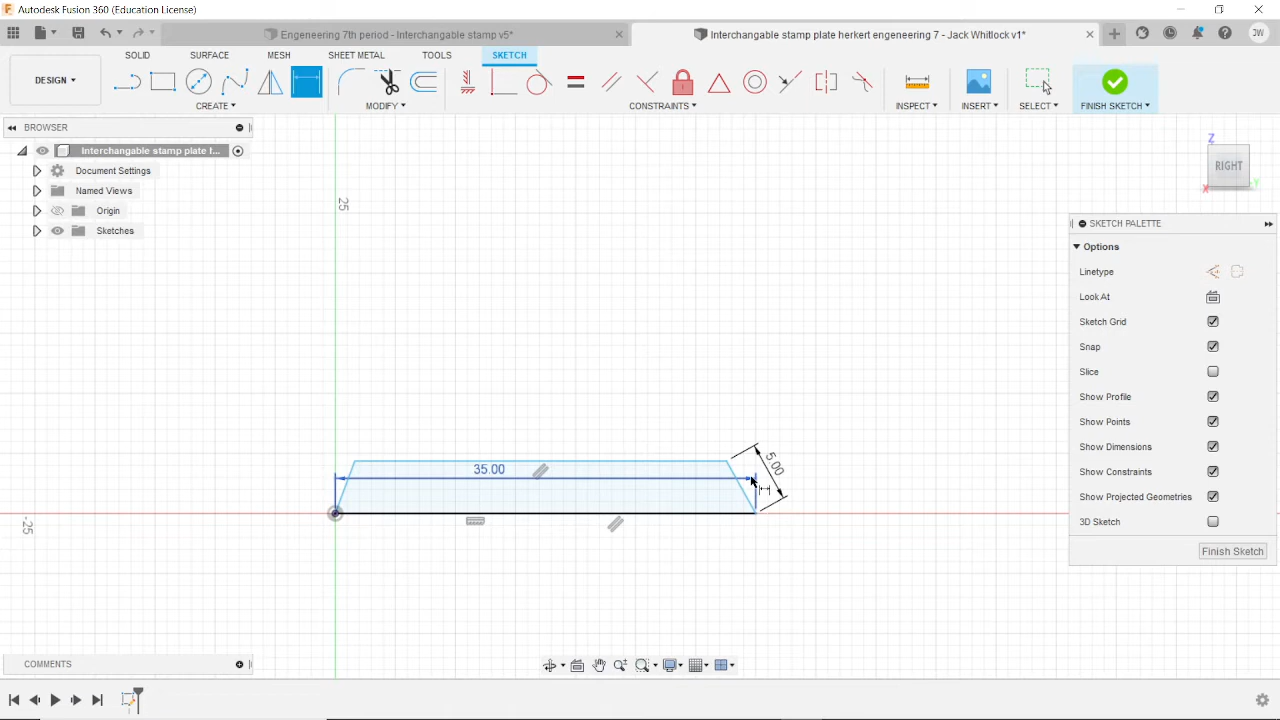 Autodesk Fusion 360 (Education License)
Engeneering 7th period - Interchangable stamp v5*
Interchangable stamp plate herkert engeneering 7 - Jack Whitlock v1*
JW
DESIGN
SOLID SURFACE MESH SHEET METAL TOOLS SKETCH
CREATE MODIFY CONSTRAINTS INSPECT INSERT SELECT FINISH SKETCH
BROWSER
Interchangable stamp plate f...
Document Settings
Named Views
Origin
Sketches
Z
RIGHT
X Y
25
SKETCH PALETTE
Options
Linetype
Look At
Sketch Grid
Snap
Slice
Show Profile
Show Points
Show Dimensions
Show Constraints
Show Projected Geometries
3D Sketch
Finish Sketch
35.00
5.00
-25
COMMENTS